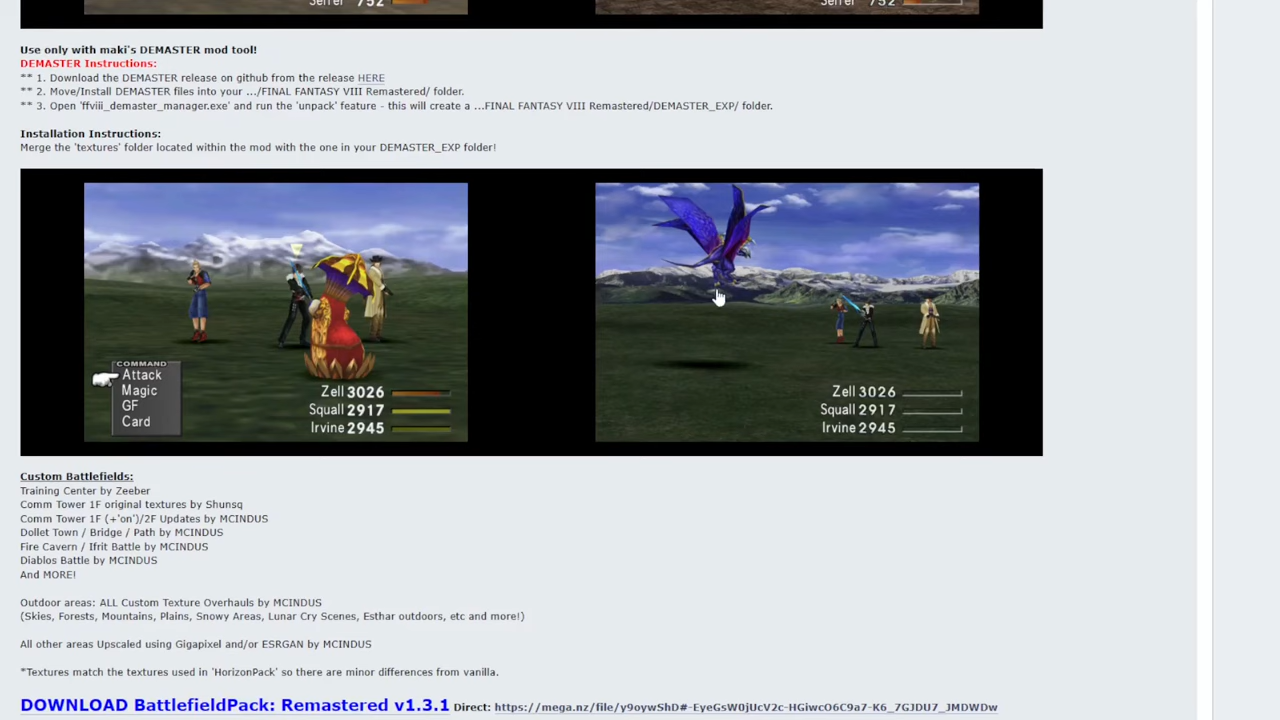 Seifer 752
Seifer 752
Use only with maki's DEMASTER mod tool!
DEMASTER Instructions:
** 1. Download the DEMASTER release on github from the release HERE
** 2. Move/Install DEMASTER files into your .../FINAL FANTASY VIII Remastered/ folder.
** 3. Open 'ffviii_demaster_manager.exe' and run the 'unpack' feature - this will create a ...FINAL FANTASY VIII Remastered/DEMASTER_EXP/ folder.
Installation Instructions:
Merge the 'textures' folder located within the mod with the one in your DEMASTER_EXP folder!
COMMAND
Attack
Magic
GF
Card
Zell 3026
Squall 2917
Irvine 2945
Zell 3026
Squall 2917
Irvine 2945
Custom Battlefields:
Training Center by Zeeber
Comm Tower 1F original textures by Shunsq
Comm Tower 1F (+'on')/2F Updates by MCINDUS
Dollet Town / Bridge / Path by MCINDUS
Fire Cavern / Ifrit Battle by MCINDUS
Diablos Battle by MCINDUS
And MORE!
Outdoor areas: ALL Custom Texture Overhauls by MCINDUS
(Skies, Forests, Mountains, Plains, Snowy Areas, Lunar Cry Scenes, Esthar outdoors, etc and more!)
All other areas Upscaled using Gigapixel and/or ESRGAN by MCINDUS
*Textures match the textures used in 'HorizonPack' so there are minor differences from vanilla.
DOWNLOAD BattlefieldPack: Remastered v1.3.1 Direct: https://mega.nz/file/y9oywShD#-EyeGsW0jUcV2c-HGiwcO6C9a7-K6_7GJDU7_JMDWDw